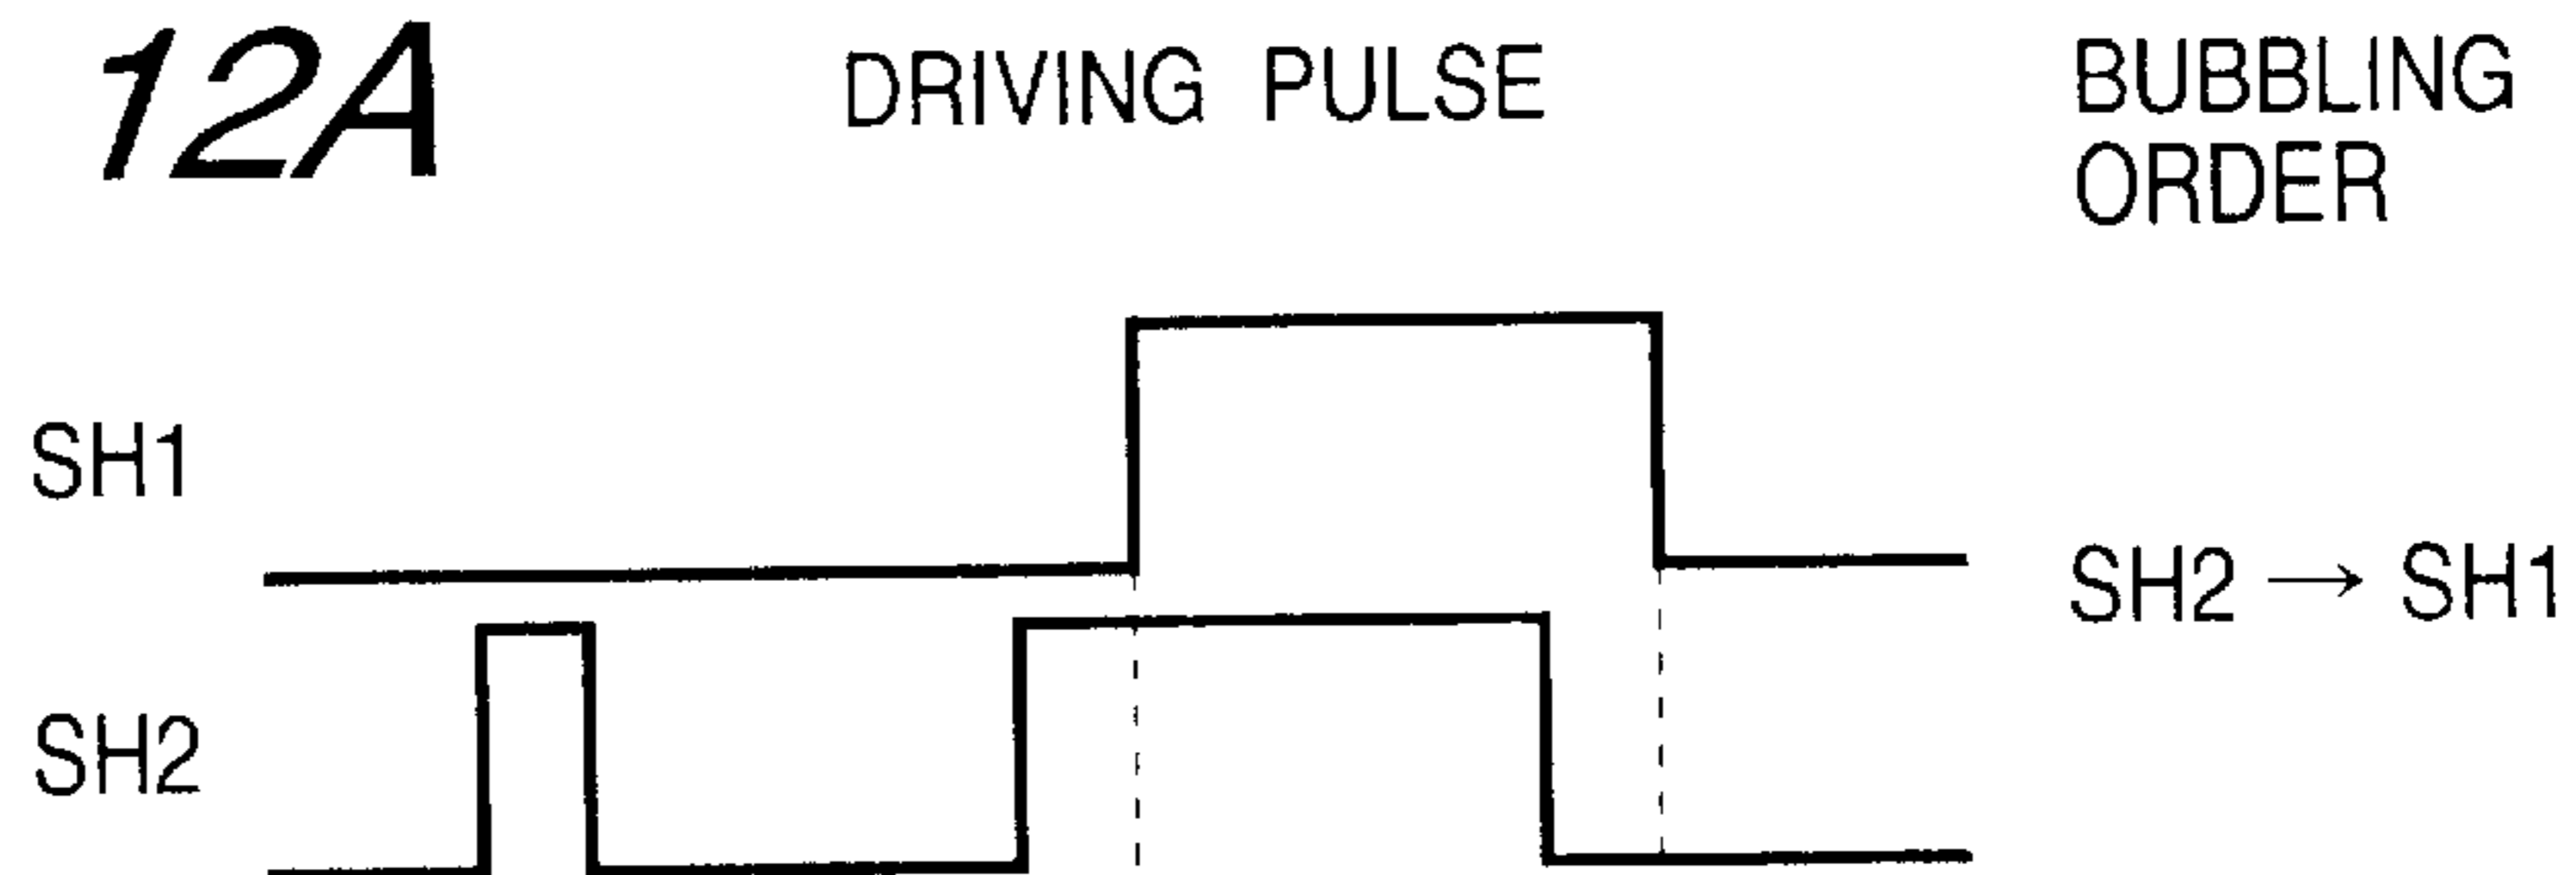 12A
DRIVING PULSE
BUBBLING
ORDER
SH1
SH2 → SH1
SH2